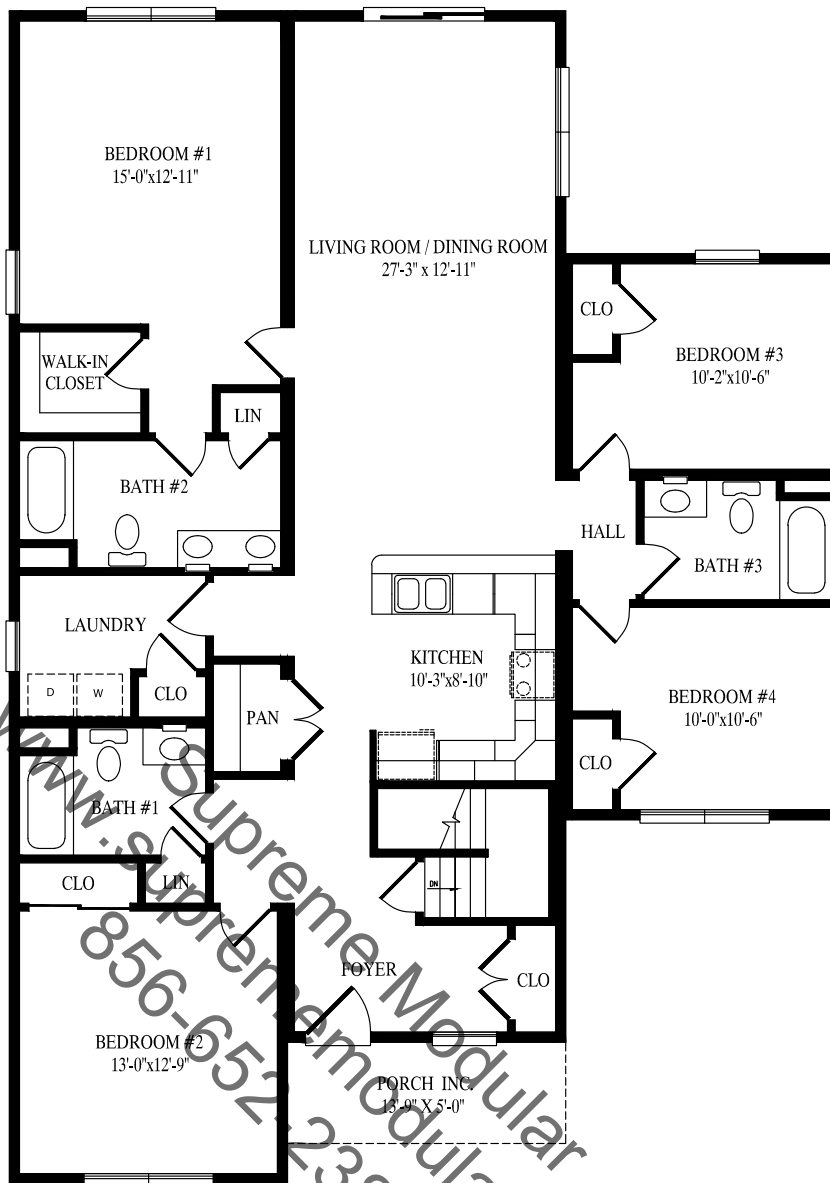 BEDROOM #1
15'-0"x12'-11"
LIVING ROOM / DINING ROOM
27'-3" x 12'-11"
CLO
BEDROOM #3
10'-2"x10'-6"
WALK-IN
CLOSET
LIN
BATH #2
HALL
BATH #3
LAUNDRY
D
W
CLO
KITCHEN
10'-3"x8'-10"
PAN
BEDROOM #4
10'-0"x10'-6"
CLO
BATH #1
CLO
LIN
DN
FOYER
CLO
BEDROOM #2
13'-0"x12'-9"
PORCH INC.
13'-9" X 5'-0"
Supreme Modular
www.suprememodular
856-652-23